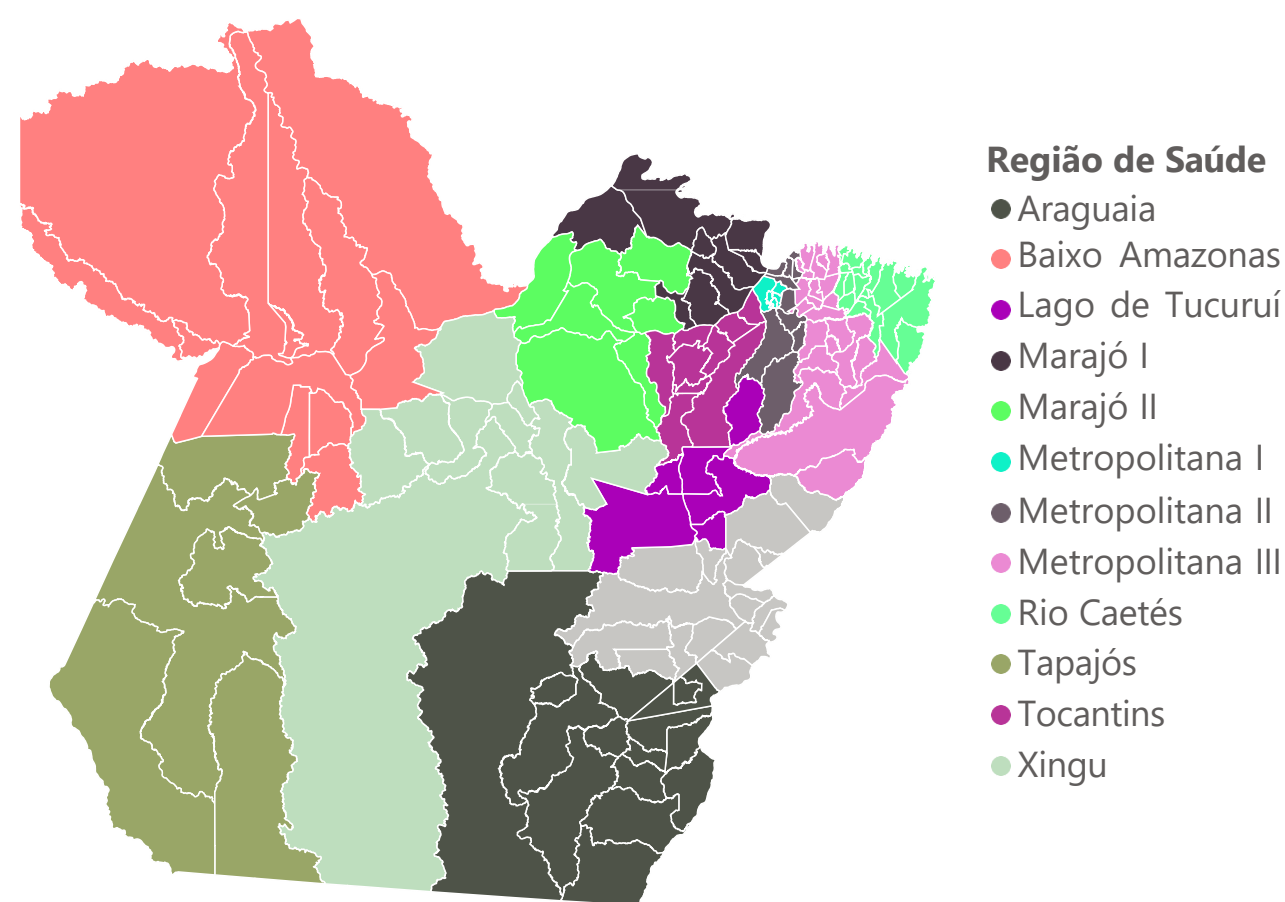 Região de Saúde
Araguaia
Baixo Amazonas
Lago de Tucuruí
Marajó I
Marajó II
Metropolitana I
Metropolitana II
Metropolitana III
Rio Caetés
Tapajós
Tocantins
Xingu